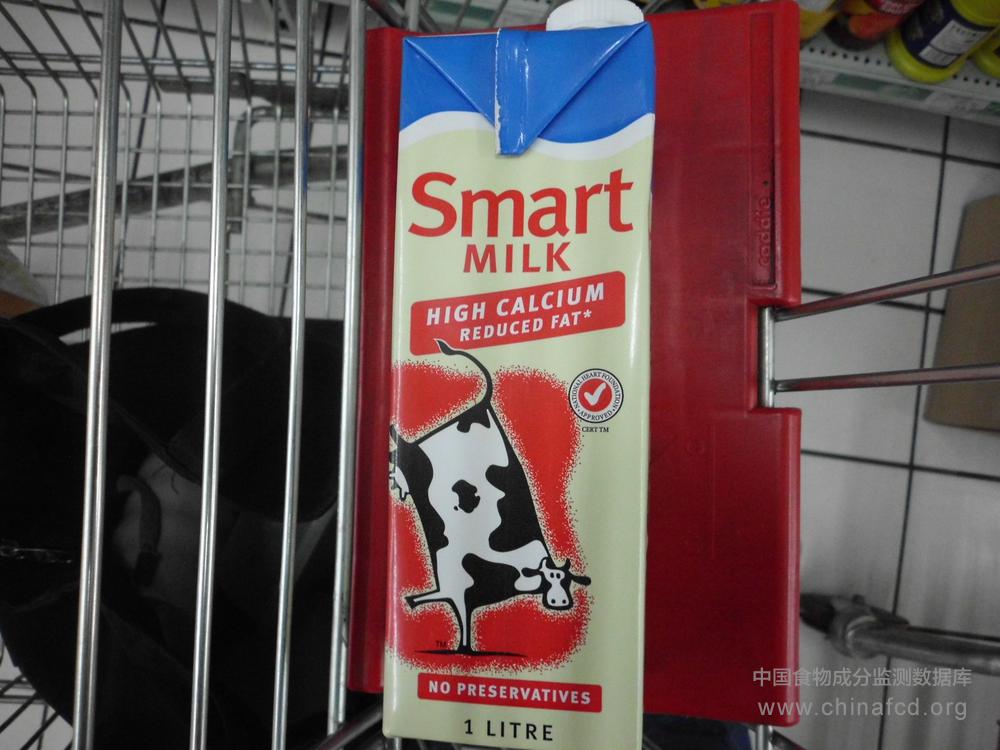 Smart
MILK
HIGH CALCIUM
REDUCED FAT*
NATIONAL HEART FOUNDATION
APPROVED
CERT TM
TM
NO PRESERVATIVES
1 LITRE
caddie
中国食物成分监测数据库
www.chinafcd.org